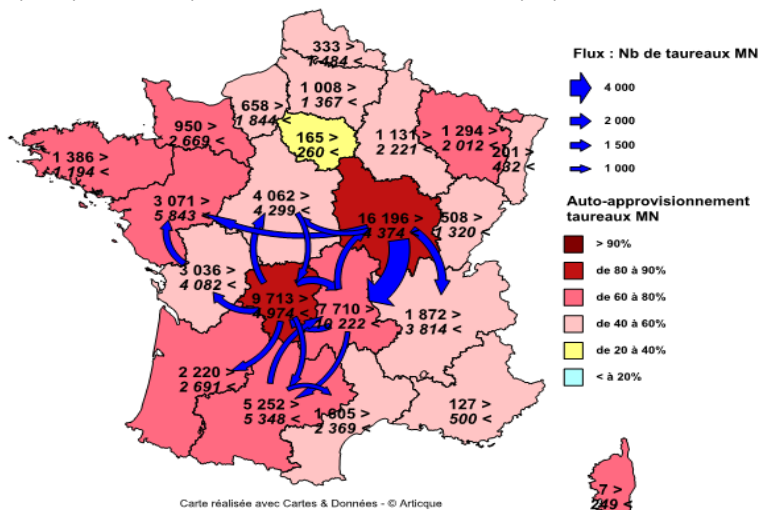 333 >
1 484 <
1 008 >
1 367 <
658 >
1 844 <
950 >
2 669 <
165 >
260 <
1 131 >
2 221 <
1 294 >
2 012 <
201 >
432 <
1 386 >
1 194 <
3 071 >
5 843 <
4 062 >
4 299 <
16 196 >
4 374 <
508 >
1 320 <
3 036 >
4 082 <
9 713 >
4 974 <
7 710 >
10 222 <
1 872 >
3 814 <
2 220 >
2 691 <
5 252 >
5 348 <
1 605 >
2 369 <
127 >
500 <
7 >
249 <
Flux : Nb de taureaux MN
4 000
2 000
1 500
1 000
Auto-approvisionnement
taureaux MN
> 90%
de 80 à 90%
de 60 à 80%
de 40 à 60%
de 20 à 40%
< à 20%
Carte réalisée avec Cartes & Données - © Articque